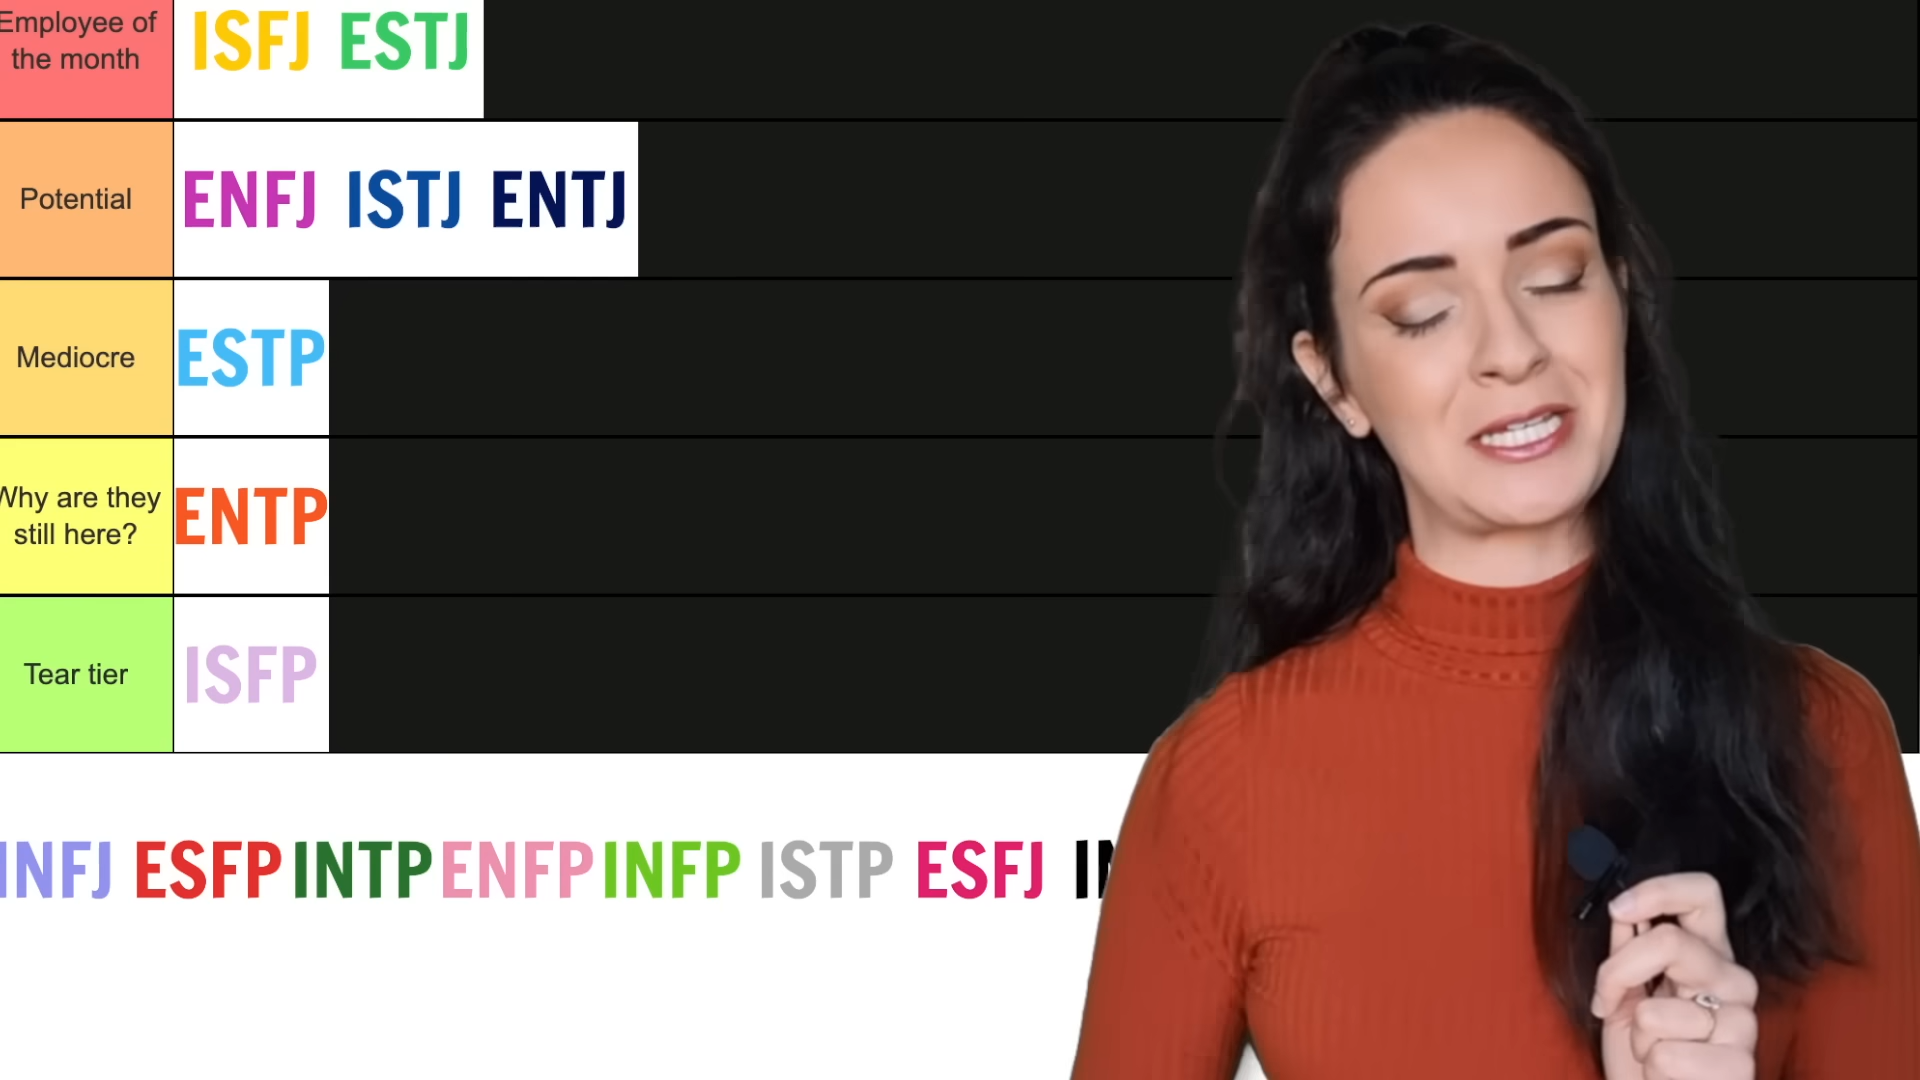 Employee of
the month
ISFJ ESTJ
Potential
ENFJ ISTJ ENTJ
Mediocre
ESTP
Why are they
still here?
ENTP
Tear tier
ISFP
INFJ ESFP INTP ENFP INFP ISTP ESFJ